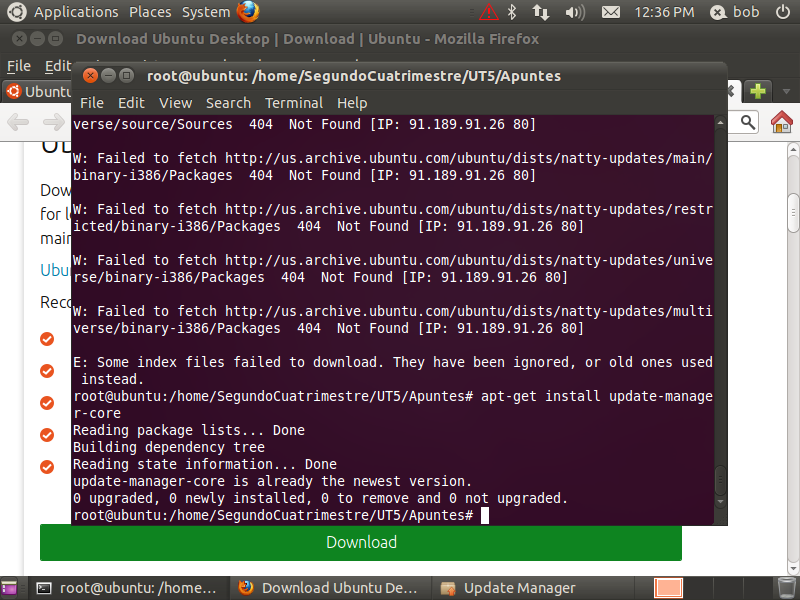 Applications Places System 12:36 PM bob
Download Ubuntu Desktop | Download | Ubuntu - Mozilla Firefox
File Edit
root@ubuntu: /home/SegundoCuatrimestre/UT5/Apuntes
Ubuntu
File Edit View Search Terminal Help
verse/source/Sources 404 Not Found [IP: 91.189.91.26 80]
W: Failed to fetch http://us.archive.ubuntu.com/ubuntu/dists/natty-updates/main/
binary-i386/Packages 404 Not Found [IP: 91.189.91.26 80]
W: Failed to fetch http://us.archive.ubuntu.com/ubuntu/dists/natty-updates/restr
icted/binary-i386/Packages 404 Not Found [IP: 91.189.91.26 80]
W: Failed to fetch http://us.archive.ubuntu.com/ubuntu/dists/natty-updates/unive
rse/binary-i386/Packages 404 Not Found [IP: 91.189.91.26 80]
W: Failed to fetch http://us.archive.ubuntu.com/ubuntu/dists/natty-updates/multi
verse/binary-i386/Packages 404 Not Found [IP: 91.189.91.26 80]
E: Some index files failed to download. They have been ignored, or old ones used
instead.
root@ubuntu:/home/SegundoCuatrimestre/UT5/Apuntes# apt-get install update-manage
r-core
Reading package lists... Done
Building dependency tree
Reading state information... Done
update-manager-core is already the newest version.
0 upgraded, 0 newly installed, 0 to remove and 0 not upgraded.
root@ubuntu:/home/SegundoCuatrimestre/UT5/Apuntes#
Dow
for l
main
Ubu
Reco
Download
root@ubuntu: /home... Download Ubuntu De... Update Manager